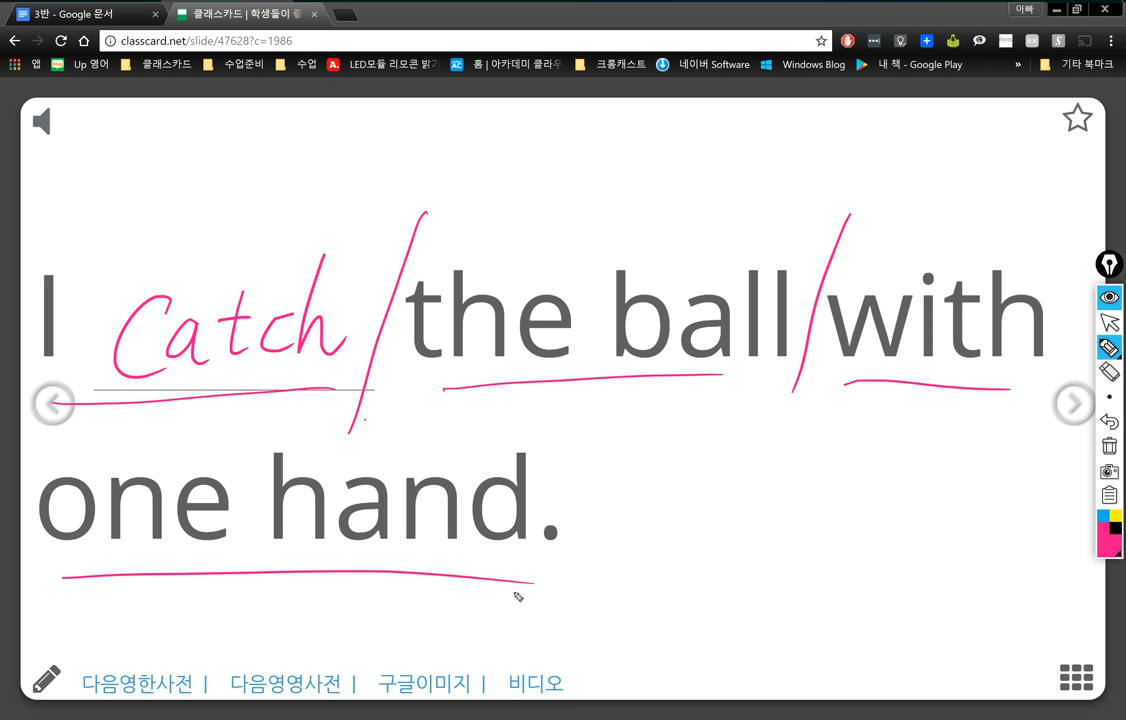 3반 - Google 문서
클래스카드 | 학생들이 즐
아빠
classcard.net/slide/47628?c=1986
앱 Up 영어 클래스카드 수업준비 수업 LED모듈 리모콘 밝기 홈 | 아카데미 클라우 크롬캐스트 네이버 Software Windows Blog 내 책 - Google Play » 기타 북마크
I catch / the ball / with
one hand.
다음영한사전 | 다음영영사전 | 구글이미지 | 비디오